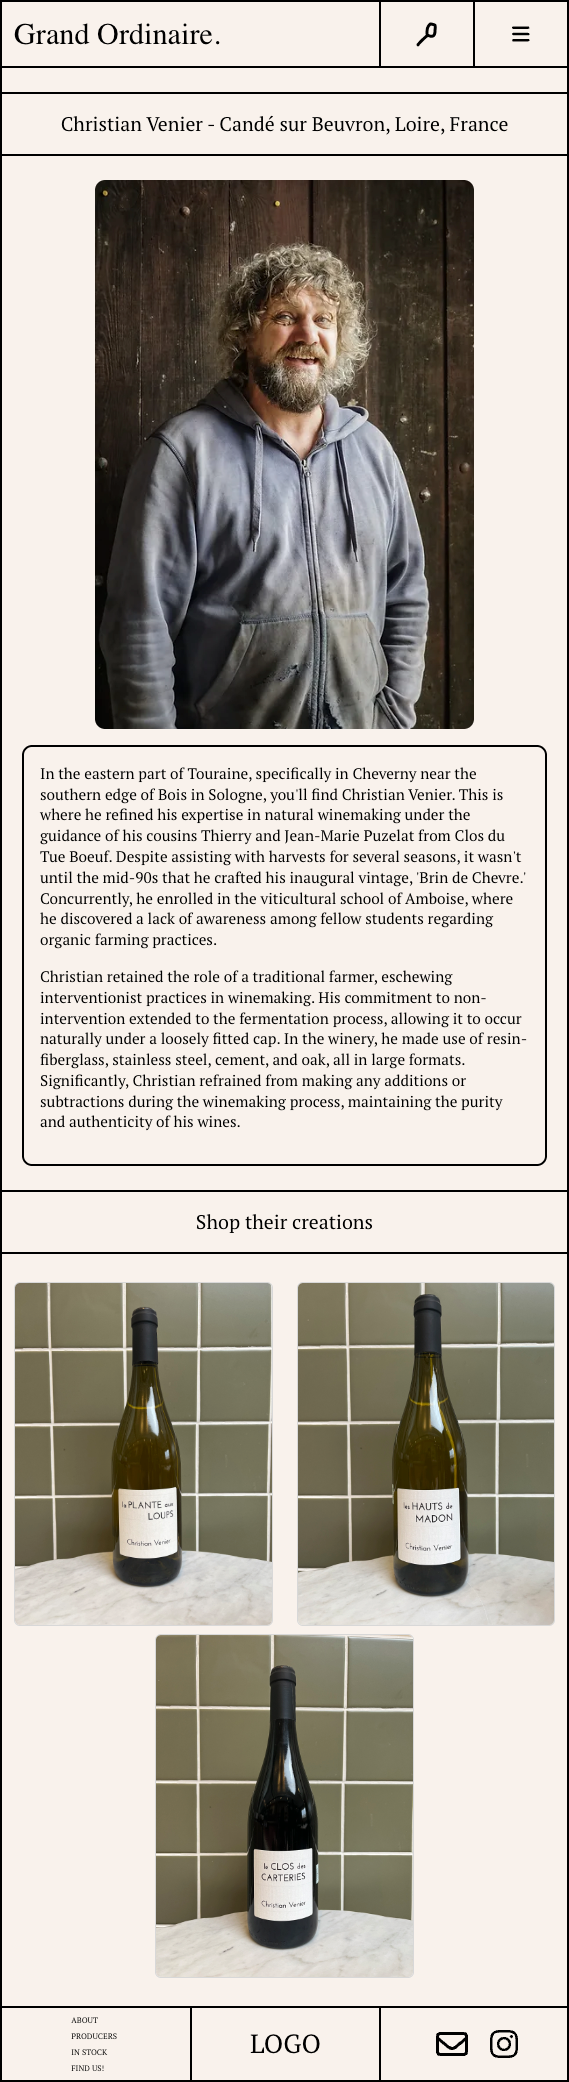 Grand Ordinaire.
Christian Venier - Candé sur Beuvron, Loire, France
In the eastern part of Touraine, specifically in Cheverny near the
southern edge of Bois in Sologne, you'll find Christian Venier. This is
where he refined his expertise in natural winemaking under the
guidance of his cousins Thierry and Jean-Marie Puzelat from Clos du
Tue Boeuf. Despite assisting with harvests for several seasons, it wasn't
until the mid-90s that he crafted his inaugural vintage, 'Brin de Chevre.'
Concurrently, he enrolled in the viticultural school of Amboise, where
he discovered a lack of awareness among fellow students regarding
organic farming practices.
Christian retained the role of a traditional farmer, eschewing
interventionist practices in winemaking. His commitment to non-
intervention extended to the fermentation process, allowing it to occur
naturally under a loosely fitted cap. In the winery, he made use of resin-
fiberglass, stainless steel, cement, and oak, all in large formats.
Significantly, Christian refrained from making any additions or
subtractions during the winemaking process, maintaining the purity
and authenticity of his wines.
Shop their creations
la PLANTE aux
LOUPS
Christian Venier
les HAUTS de
MADON
Christian Venier
le CLOS des
CARTERIES
Christian Venier
ABOUT
PRODUCERS
IN STOCK
FIND US!
LOGO